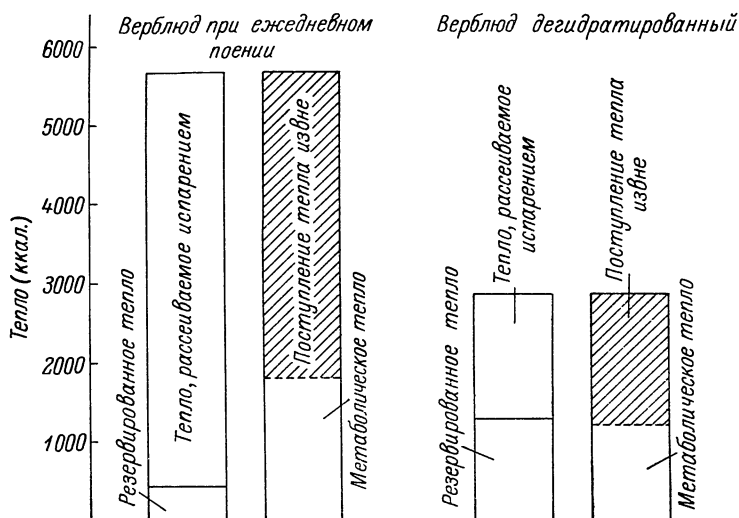 Верблюд при ежедневном
поении
Верблюд дегидратированный
Тепло (ккал.)
6000
5000
4000
3000
2000
1000
Резервированное тепло
Тепло, рассеиваемое испарением
Поступление тепла извне
Метаболическое тепло
Резервированное тепло
Тепло, рассеиваемое
испарением
Поступление тепла
извне
Метаболическое тепло